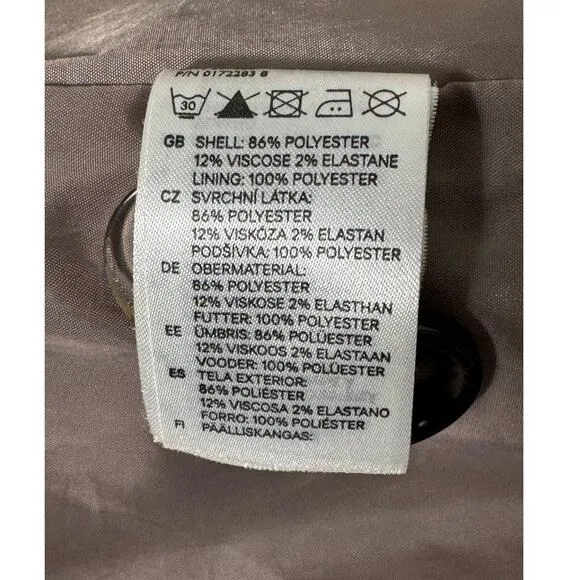 P/N 0172283 8
30
GB SHELL: 86% POLYESTER
12% VISCOSE 2% ELASTANE
LINING: 100% POLYESTER
CZ SVRCHNÍ LÁTKA:
86% POLYESTER
12% VISKÓZA 2% ELASTAN
PODŠÍVKA: 100% POLYESTER
DE OBERMATERIAL:
86% POLYESTER
12% VISKOSE 2% ELASTHAN
FUTTER: 100% POLYESTER
EE ÜMBRIS: 86% POLÜESTER
12% VISKOOS 2% ELASTAAN
VOODER: 100% POLÜESTER
ES TELA EXTERIOR:
86% POLIÉSTER
12% VISCOSA 2% ELASTANO
FORRO: 100% POLIÉSTER
FI PÄÄLLISKANGAS: